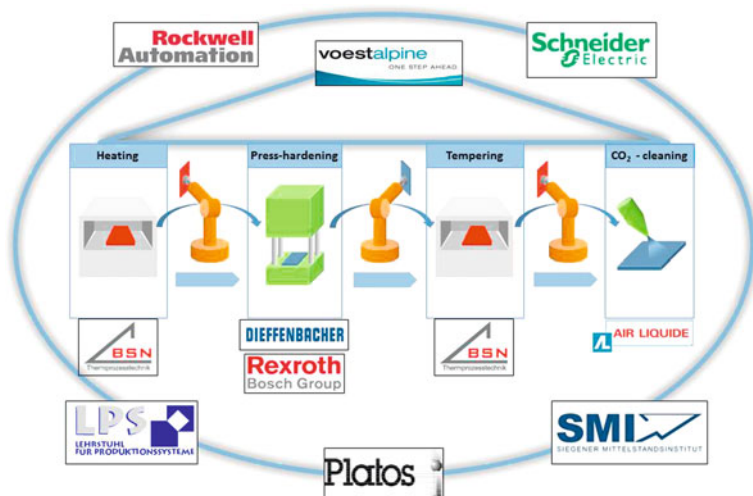 Rockwell
Automation
voestalpine
ONE STEP AHEAD.
Schneider
Electric
Heating
Press-hardening
Tempering
CO₂ - cleaning
BSN
Thermprozesstechnik
DIEFFENBACHER
Rexroth
Bosch Group
BSN
Thermprozesstechnik
AIR LIQUIDE
LPS
LEHRSTUHL
FÜR PRODUKTIONSSYSTEME
Platos
SMI
SIEGENER MITTELSTANDSINSTITUT